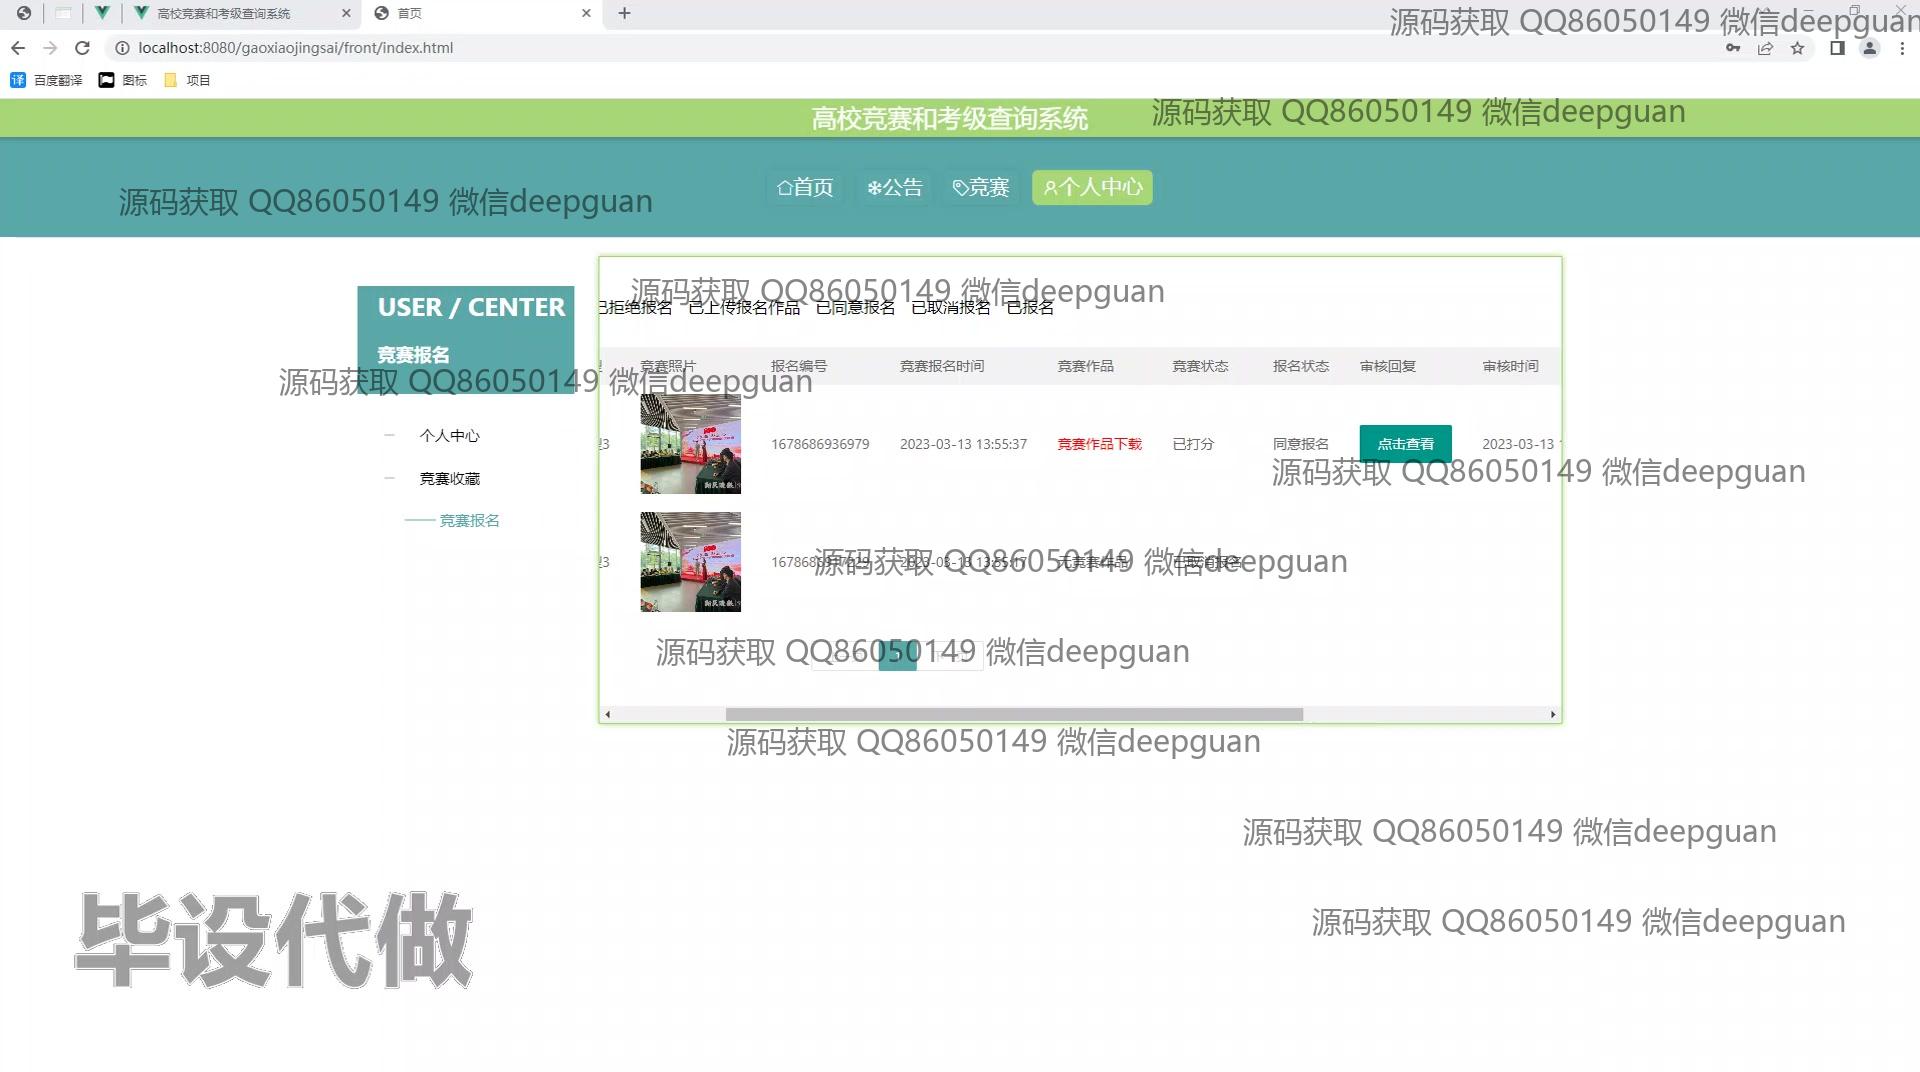 高校竞赛和考级查询系统
首页
源码获取 QQ86050149 微信deepguan
localhost:8080/gaoxiaojingsai/front/index.html
百度翻译 图标 项目
高校竞赛和考级查询系统
源码获取 QQ86050149 微信deepguan
首页 公告 竞赛 个人中心
源码获取 QQ86050149 微信deepguan
USER / CENTER
竞赛报名
个人中心
竞赛收藏
竞赛报名
源码获取 QQ86050149 微信deepguan
已拒绝报名 已上传报名作品 已同意报名 已取消报名 已报名
竞赛照片 报名编号 竞赛报名时间 竞赛作品 竞赛状态 报名状态 审核回复 审核时间
源码获取 QQ86050149 微信deepguan
型3 1678686936979 2023-03-13 13:55:37 竞赛作品下载 已打分 同意报名 点击查看 2023-03-13
源码获取 QQ86050149 微信deepguan
型3 2023-03-13 13:55:17 无竞赛作品 已取消报名
源码获取 QQ86050149 微信deepguan
源码获取 QQ86050149 微信deepguan
1
源码获取 QQ86050149 微信deepguan
源码获取 QQ86050149 微信deepguan
源码获取 QQ86050149 微信deepguan
毕设代做